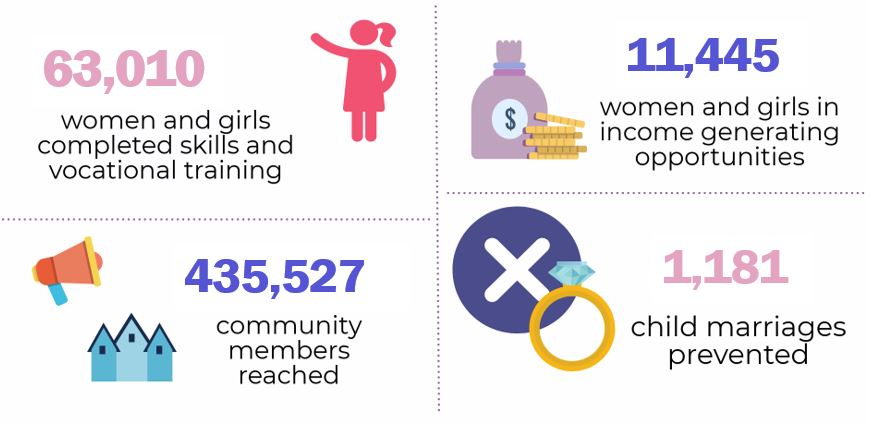 63,010
women and girls
completed skills and
vocational training
$
11,445
women and girls in
income generating
opportunities
435,527
community
members
reached
1,181
child marriages
prevented